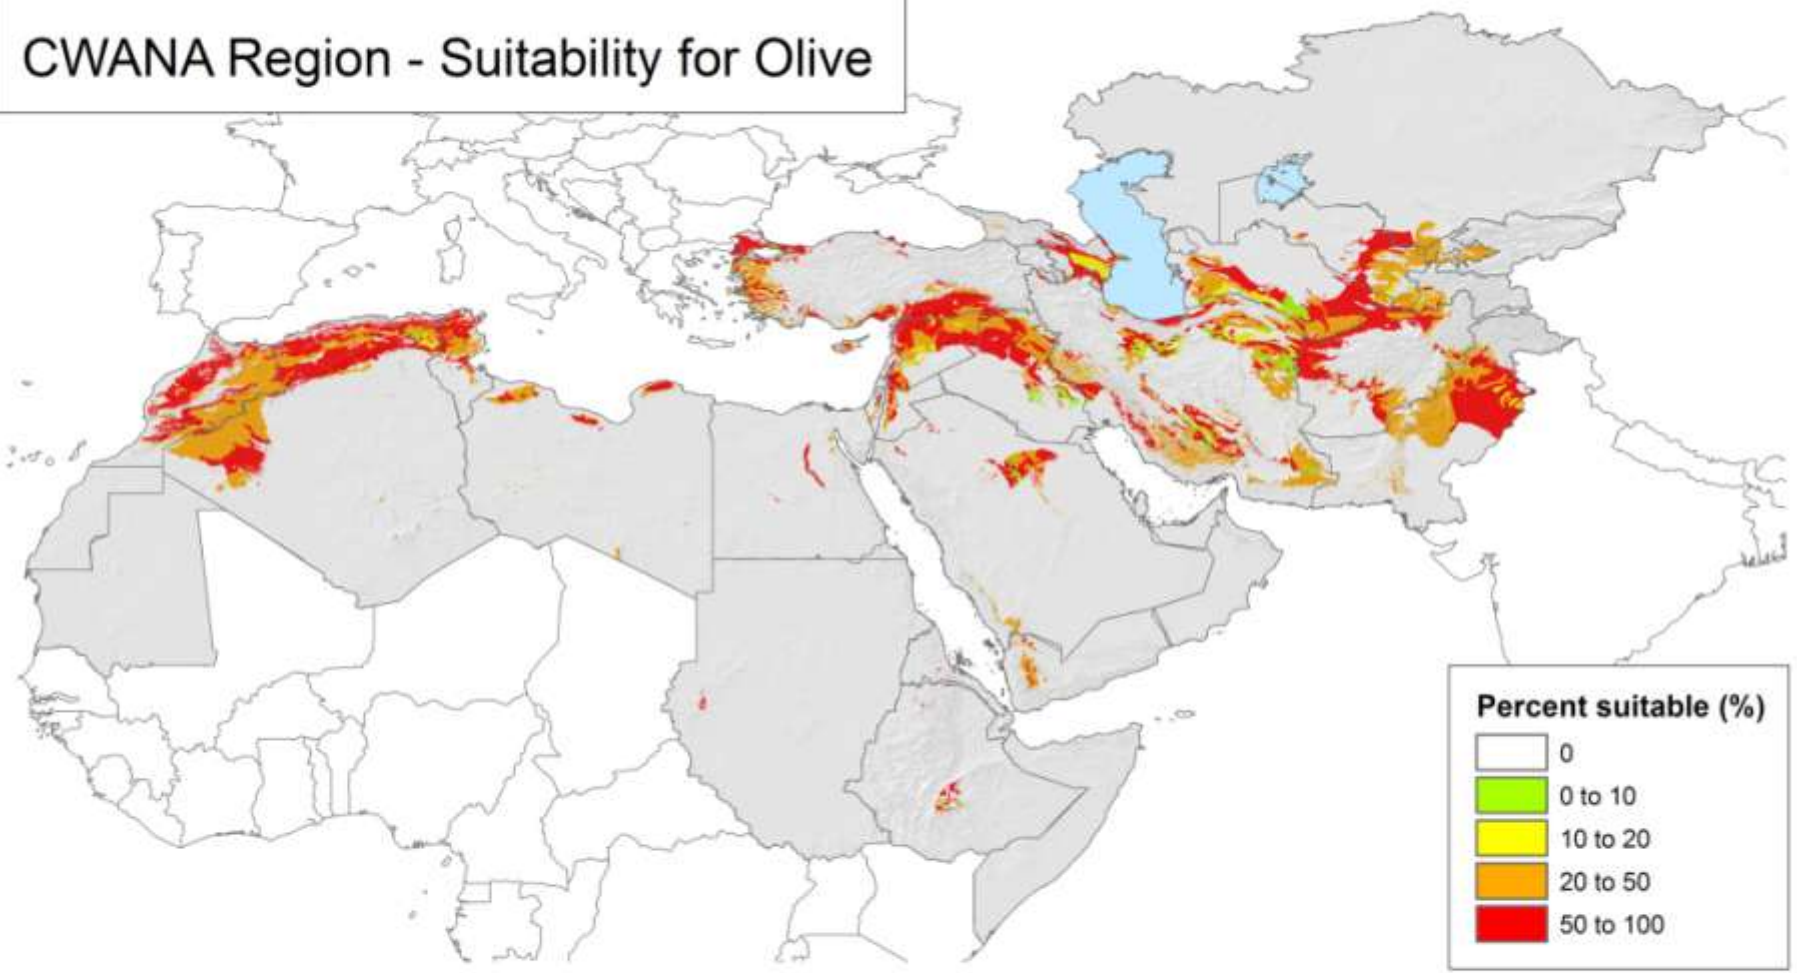 CWANA Region - Suitability for Olive
Percent suitable (%)
0
0 to 10
10 to 20
20 to 50
50 to 100